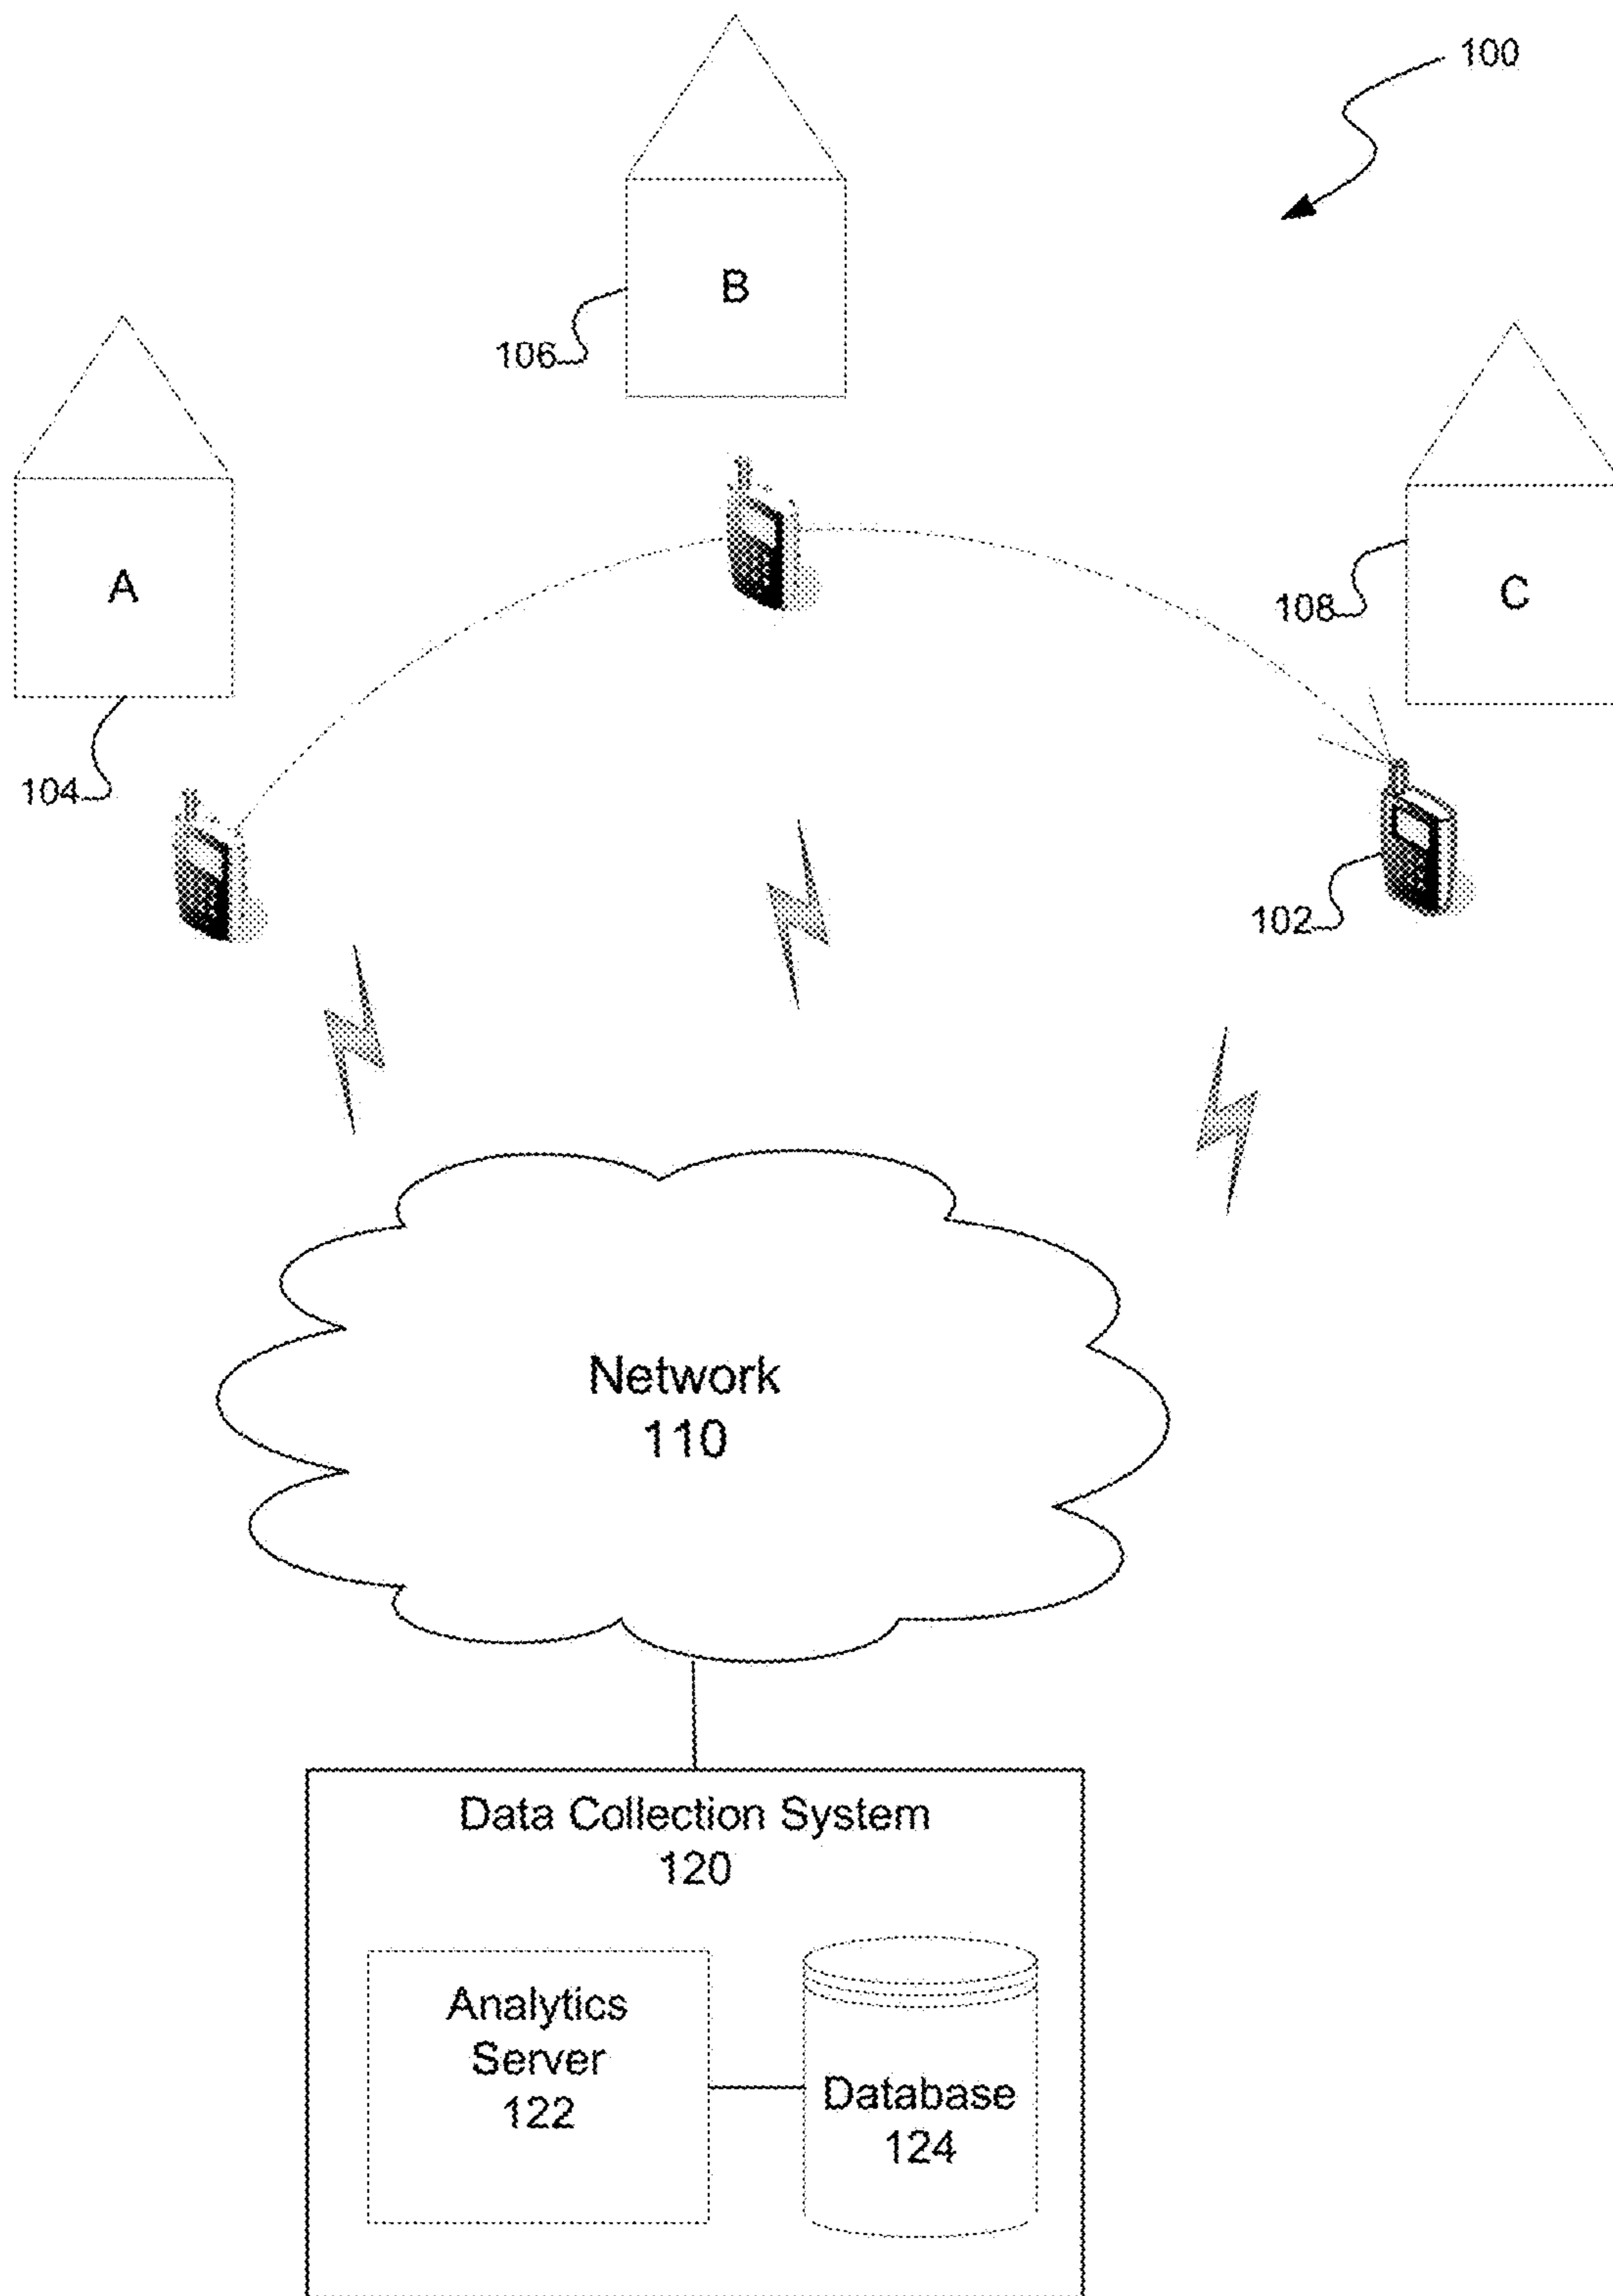 100
B
106
A
C
108
104
102
Network
110
Data Collection System
120
Analytics
Server
122
Database
124